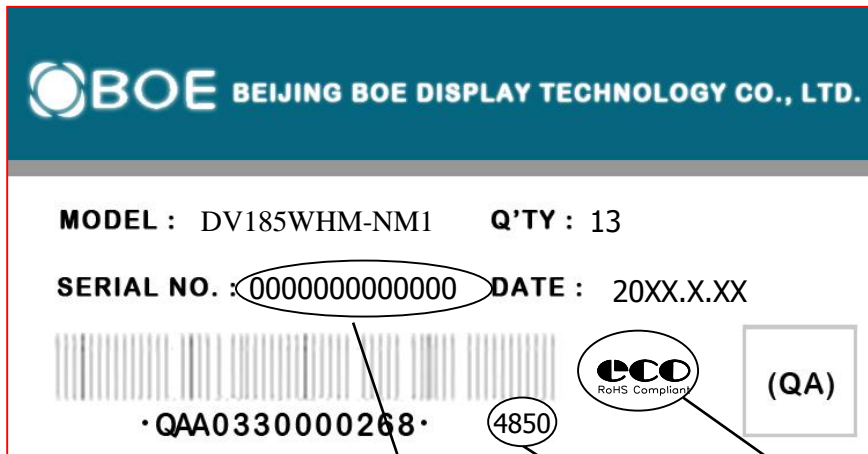 BOE BEIJING BOE DISPLAY TECHNOLOGY CO., LTD.
MODEL : DV185WHM-NM1 Q'TY : 13
SERIAL NO. : 0000000000000 DATE : 20XX.X.XX
eco
RoHS Compliant
(QA)
·QAA0330000268· 4850